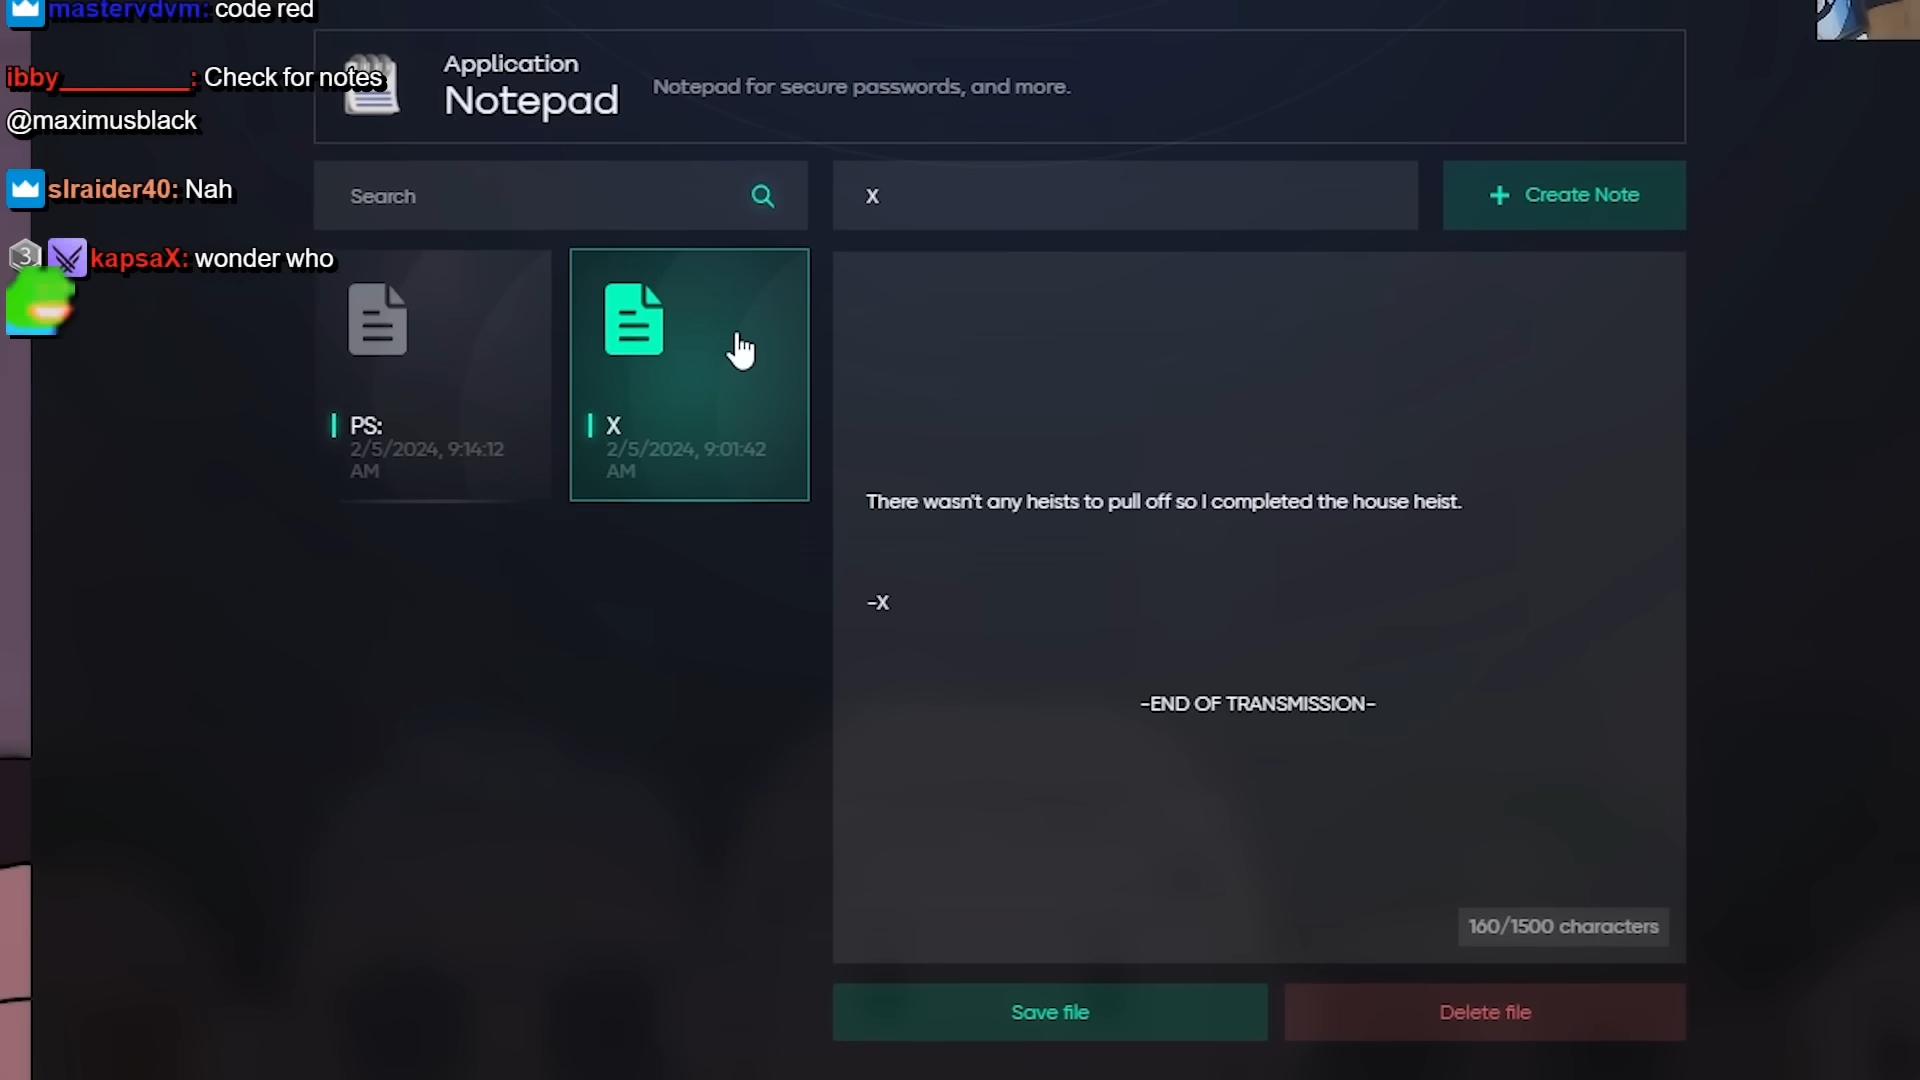 mastervdvm: code red
ibby__________: Check for notes
@maximusblack
slraider40: Nah
3 kapsaX: wonder who
Application
Notepad
Notepad for secure passwords, and more.
Search
X
+ Create Note
PS:
2/5/2024, 9:14:12
AM
X
2/5/2024, 9:01:42
AM
There wasn't any heists to pull off so I completed the house heist.
-X
-END OF TRANSMISSION-
160/1500 characters
Save file
Delete file